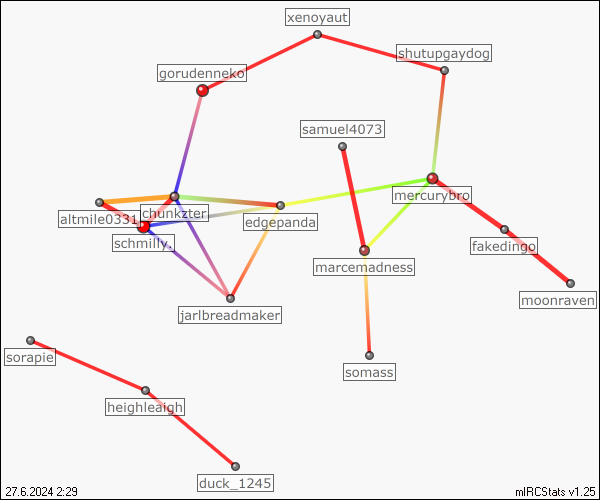 xenoyaut
shutupgaydog
gorudenneko
samuel4073
mercurybro
altmile0331
chunkzter
edgepanda
schmilly_
fakedingo
marcemadness
moonraven
jarlbreadmaker
sorapie
somass
heighleaigh
duck_1245
27.6.2024 2:29
mIRCStats v1.25